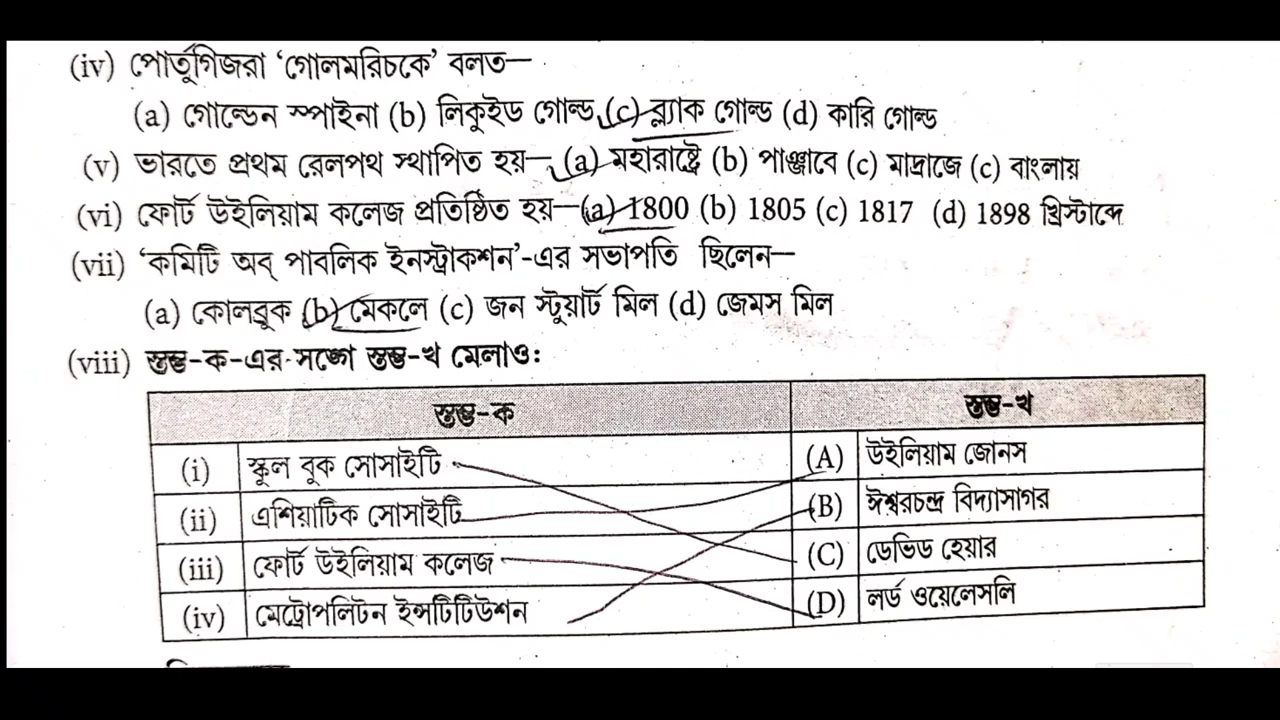 (iv) পোর্তুগিজরা ‘গোলমরিচকে’ বলত—
(a) গোল্ডেন স্পাইনা (b) লিকুইড গোল্ড (c) ব্ল্যাক গোল্ড (d) কারি গোল্ড
(v) ভারতে প্রথম রেলপথ স্থাপিত হয়— (a) মহারাষ্ট্রে (b) পাঞ্জাবে (c) মাদ্রাজে (c) বাংলায়
(vi) ফোর্ট উইলিয়াম কলেজ প্রতিষ্ঠিত হয়—(a) 1800 (b) 1805 (c) 1817 (d) 1898 খ্রিস্টাব্দে
(vii) ‘কমিটি অব্ পাবলিক ইনস্ট্রাকশন’-এর সভাপতি ছিলেন—
(a) কোলব্রুক (b) মেকলে (c) জন স্টুয়ার্ট মিল (d) জেমস মিল
(viii) স্তম্ভ-ক-এর সঙ্গে স্তম্ভ-খ মেলাও:
স্তম্ভ-ক স্তম্ভ-খ
(i) স্কুল বুক সোসাইটি (A) উইলিয়াম জোনস
(ii) এশিয়াটিক সোসাইটি (B) ঈশ্বরচন্দ্র বিদ্যাসাগর
(iii) ফোর্ট উইলিয়াম কলেজ (C) ডেভিড হেয়ার
(iv) মেট্রোপলিটন ইন্সটিটিউশন (D) লর্ড ওয়েলেসলি